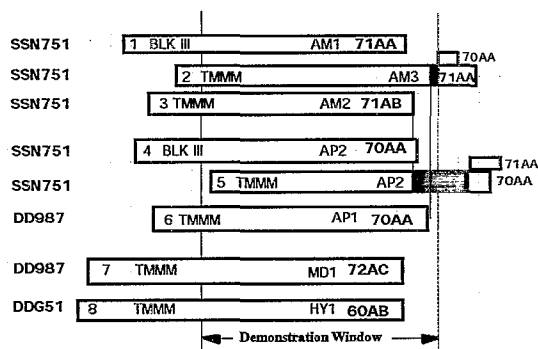 SSN751 1 BLK III AM1 71AA
70AA
SSN751 2 TMMM AM3 71AA
SSN751 3 TMMM AM2 71AB
SSN751 4 BLK III AP2 70AA
71AA
SSN751 5 TMMM AP2 70AA
DD987 6 TMMM AP1 70AA
DD987 7 TMMM MD1 72AC
DDG51 8 TMMM HY1 60AB
Demonstration Window